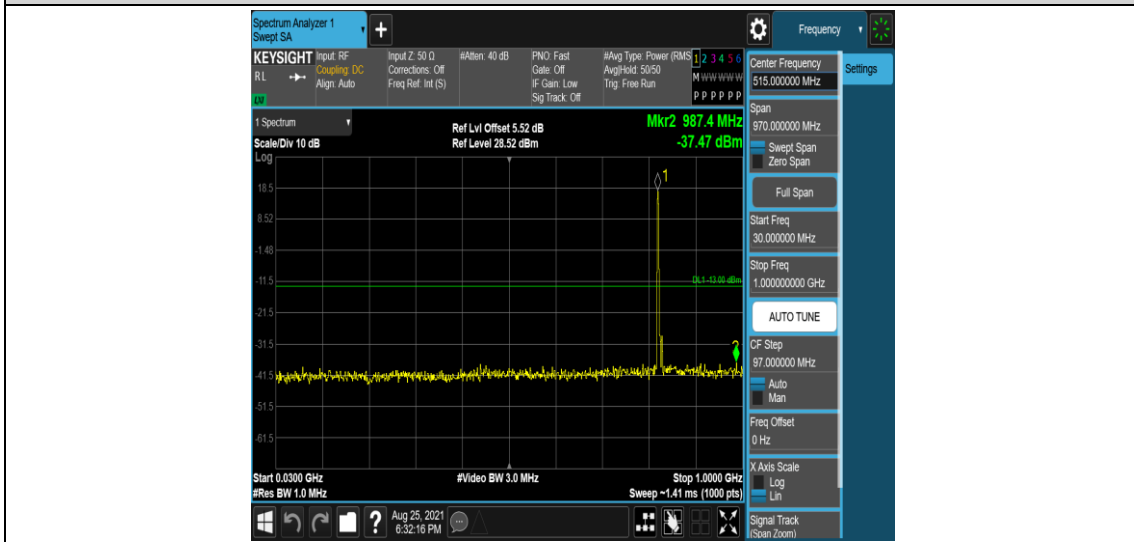 Spectrum Analyzer 1
Swept SA
+
Frequency
KEYSIGHT
RL
LXI
Input: RF
Coupling: DC
Align: Auto
Input Z: 50 Ω
Corrections: Off
Freq Ref: Int (S)
#Atten: 40 dB
PNO: Fast
Gate: Off
IF Gain: Low
Sig Track: Off
#Avg Type: Power (RMS
Avg|Hold: 50/50
Trig: Free Run
1 2 3 4 5 6
M W W W W W
P P P P P P
1 Spectrum
Scale/Div 10 dB
Log
Ref Lvl Offset 5.52 dB
Ref Level 28.52 dBm
Mkr2 987.4 MHz
-37.47 dBm
1
18.5
8.52
-1.48
-11.5
DL1 -13.00 dBm
-21.5
-31.5
2
-41.5
-51.5
-61.5
Start 0.0300 GHz
#Res BW 1.0 MHz
#Video BW 3.0 MHz
Stop 1.0000 GHz
Sweep ~1.41 ms (1000 pts)
?
Aug 25, 2021
6:32:16 PM
Center Frequency
515.000000 MHz
Settings
Span
970.000000 MHz
Swept Span
Zero Span
Full Span
Start Freq
30.000000 MHz
Stop Freq
1.000000000 GHz
AUTO TUNE
CF Step
97.000000 MHz
Auto
Man
Freq Offset
0 Hz
X Axis Scale
Log
Lin
Signal Track
(Span Zoom)